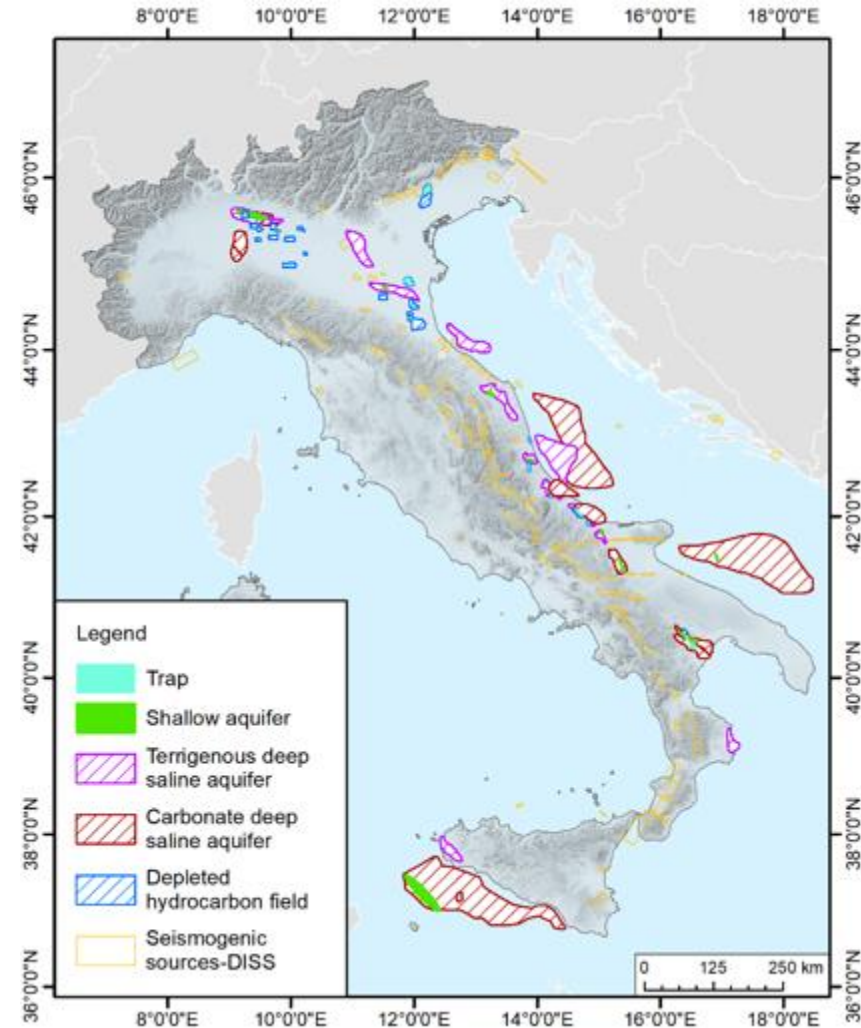 8°0'0"E 10°0'0"E 12°0'0"E 14°0'0"E 16°0'0"E 18°0'0"E
46°0'0"N 46°0'0"N
44°0'0"N 44°0'0"N
42°0'0"N 42°0'0"N
40°0'0"N 40°0'0"N
38°0'0"N 38°0'0"N
36°0'0"N 36°0'0"N
Legend
Trap
Shallow aquifer
Terrigenous deep
saline aquifer
Carbonate deep
saline aquifer
Depleted
hydrocarbon field
Seismogenic
sources-DISS
0 125 250 km
8°0'0"E 10°0'0"E 12°0'0"E 14°0'0"E 16°0'0"E 18°0'0"E